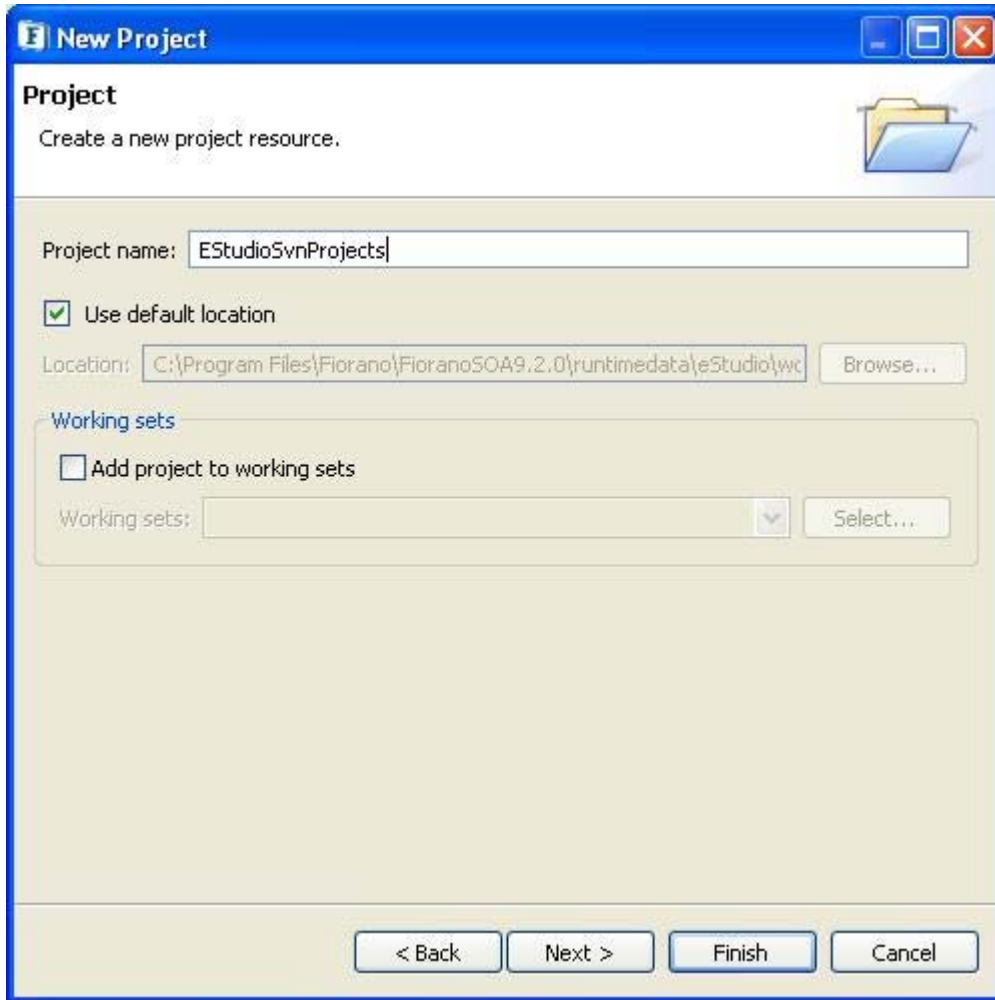 New Project
Project
Create a new project resource.
Project name: EStudioSvnProjects
Use default location
Location: C:\Program Files\Fiorano\FioranoSOA9.2.0\runtimedata\eStudio\wo Browse...
Working sets
Add project to working sets
Working sets: Select...
< Back Next > Finish Cancel